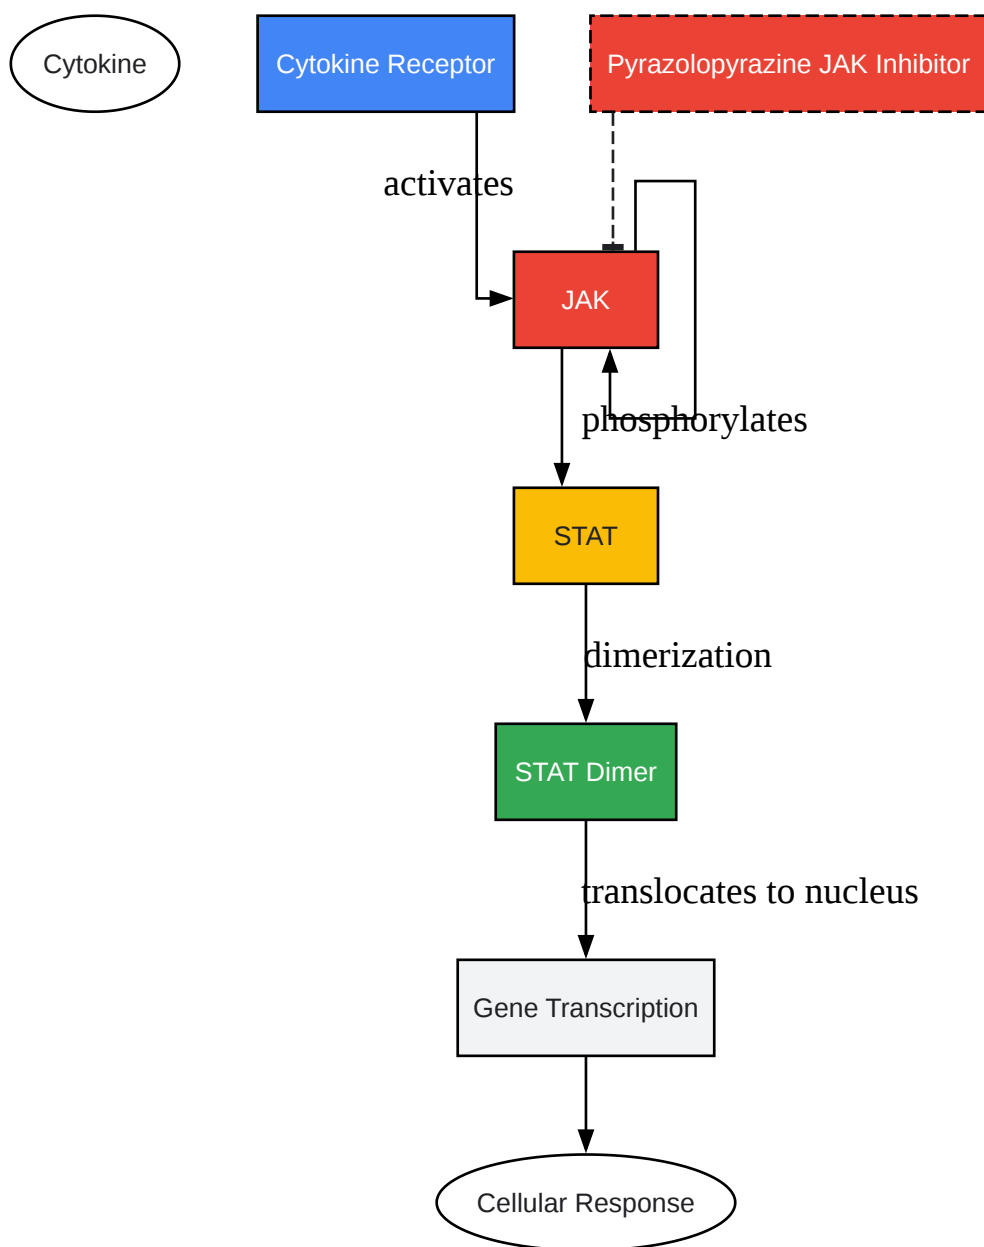 Cytokine
Cytokine Receptor
Pyrazolopyrazine JAK Inhibitor
activates
JAK
phosphorylates
STAT
dimerization
STAT Dimer
translocates to nucleus
Gene Transcription
Cellular Response